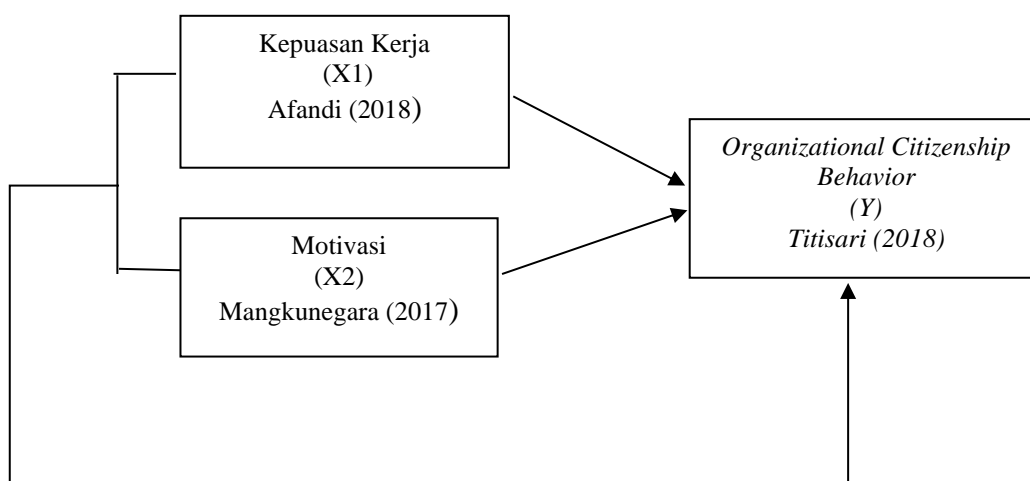 Kepuasan Kerja
(X1)
Afandi (2018)
Motivasi
(X2)
Mangkunegara (2017)
Organizational Citizenship
Behavior
(Y)
Titisari (2018)